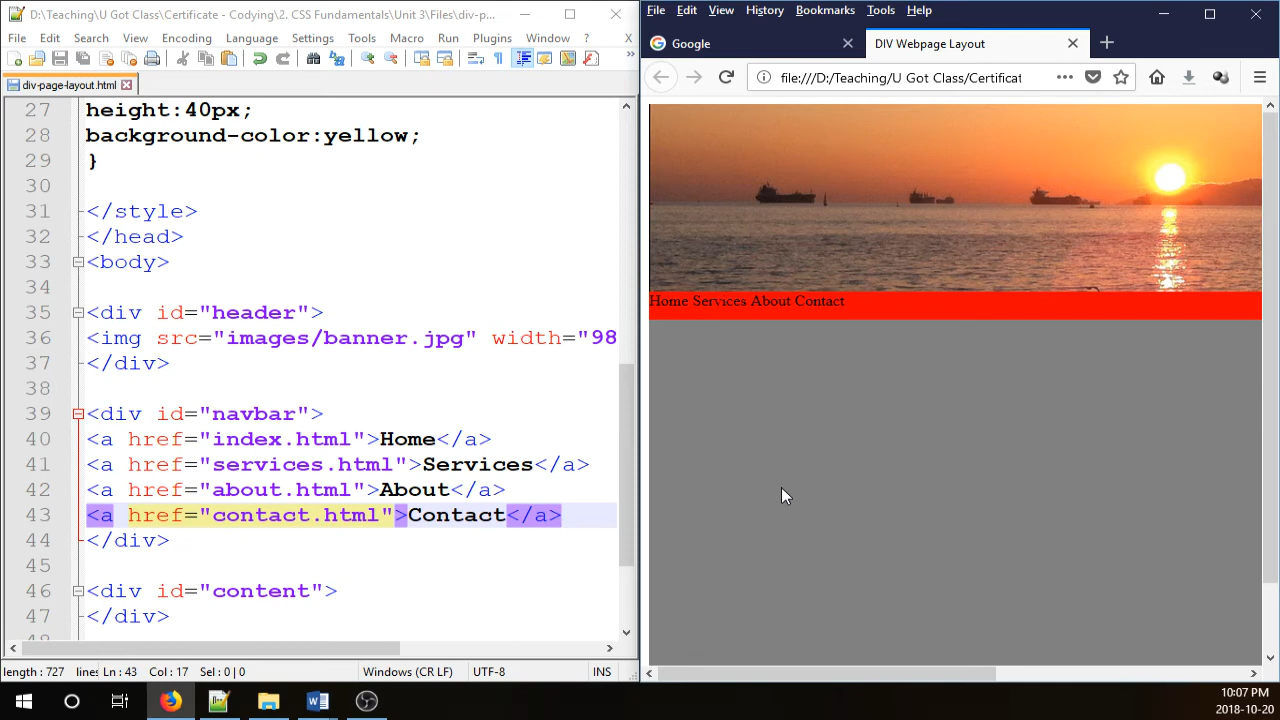 D:\Teaching\U Got Class\Certificate - Codying\2. CSS Fundamentals\Unit 3\Files\div-p...
File Edit Search View Encoding Language Settings Tools Macro Run Plugins Window ? X
div-page-layout.html
27 height:40px;
28 background-color:yellow;
29 }
30
31 </style>
32 </head>
33 <body>
34
35 <div id="header">
36 <img src="images/banner.jpg" width="98
37 </div>
38
39 <div id="navbar">
40 <a href="index.html">Home</a>
41 <a href="services.html">Services</a>
42 <a href="about.html">About</a>
43 <a href="contact.html">Contact</a>
44 </div>
45
46 <div id="content">
47 </div>
length : 727 lines Ln : 43 Col : 17 Sel : 0 | 0 Windows (CR LF) UTF-8 INS
File Edit View History Bookmarks Tools Help
Google
DIV Webpage Layout
file:///D:/Teaching/U Got Class/Certificat
Home Services About Contact
10:07 PM
2018-10-20